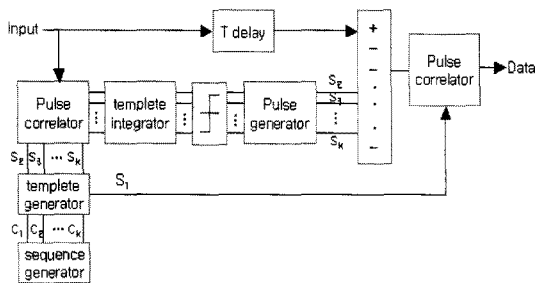 Input
T delay
+
−
−
−
Pulse correlator
Data
Pulse correlator
templete integrator
Pulse generator
S2
S3
Sk
S2 S3 ... Sk
templete generator
S1
C1 C2 ... Ck
sequence generator